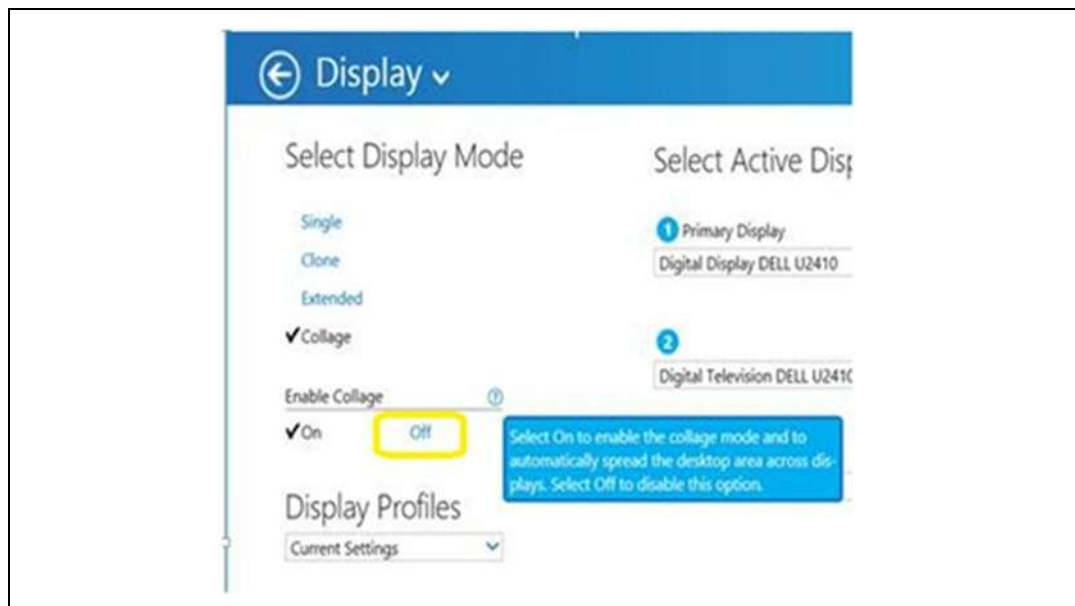 Display
Select Display Mode
Single
Clone
Extended
Collage
Enable Collage ?
On Off
Display Profiles
Current Settings
Select Active Disp
1 Primary Display
Digital Display DELL U2410
2
Digital Television DELL U241
Select On to enable the collage mode and to
automatically spread the desktop area across dis-
plays. Select Off to disable this option.